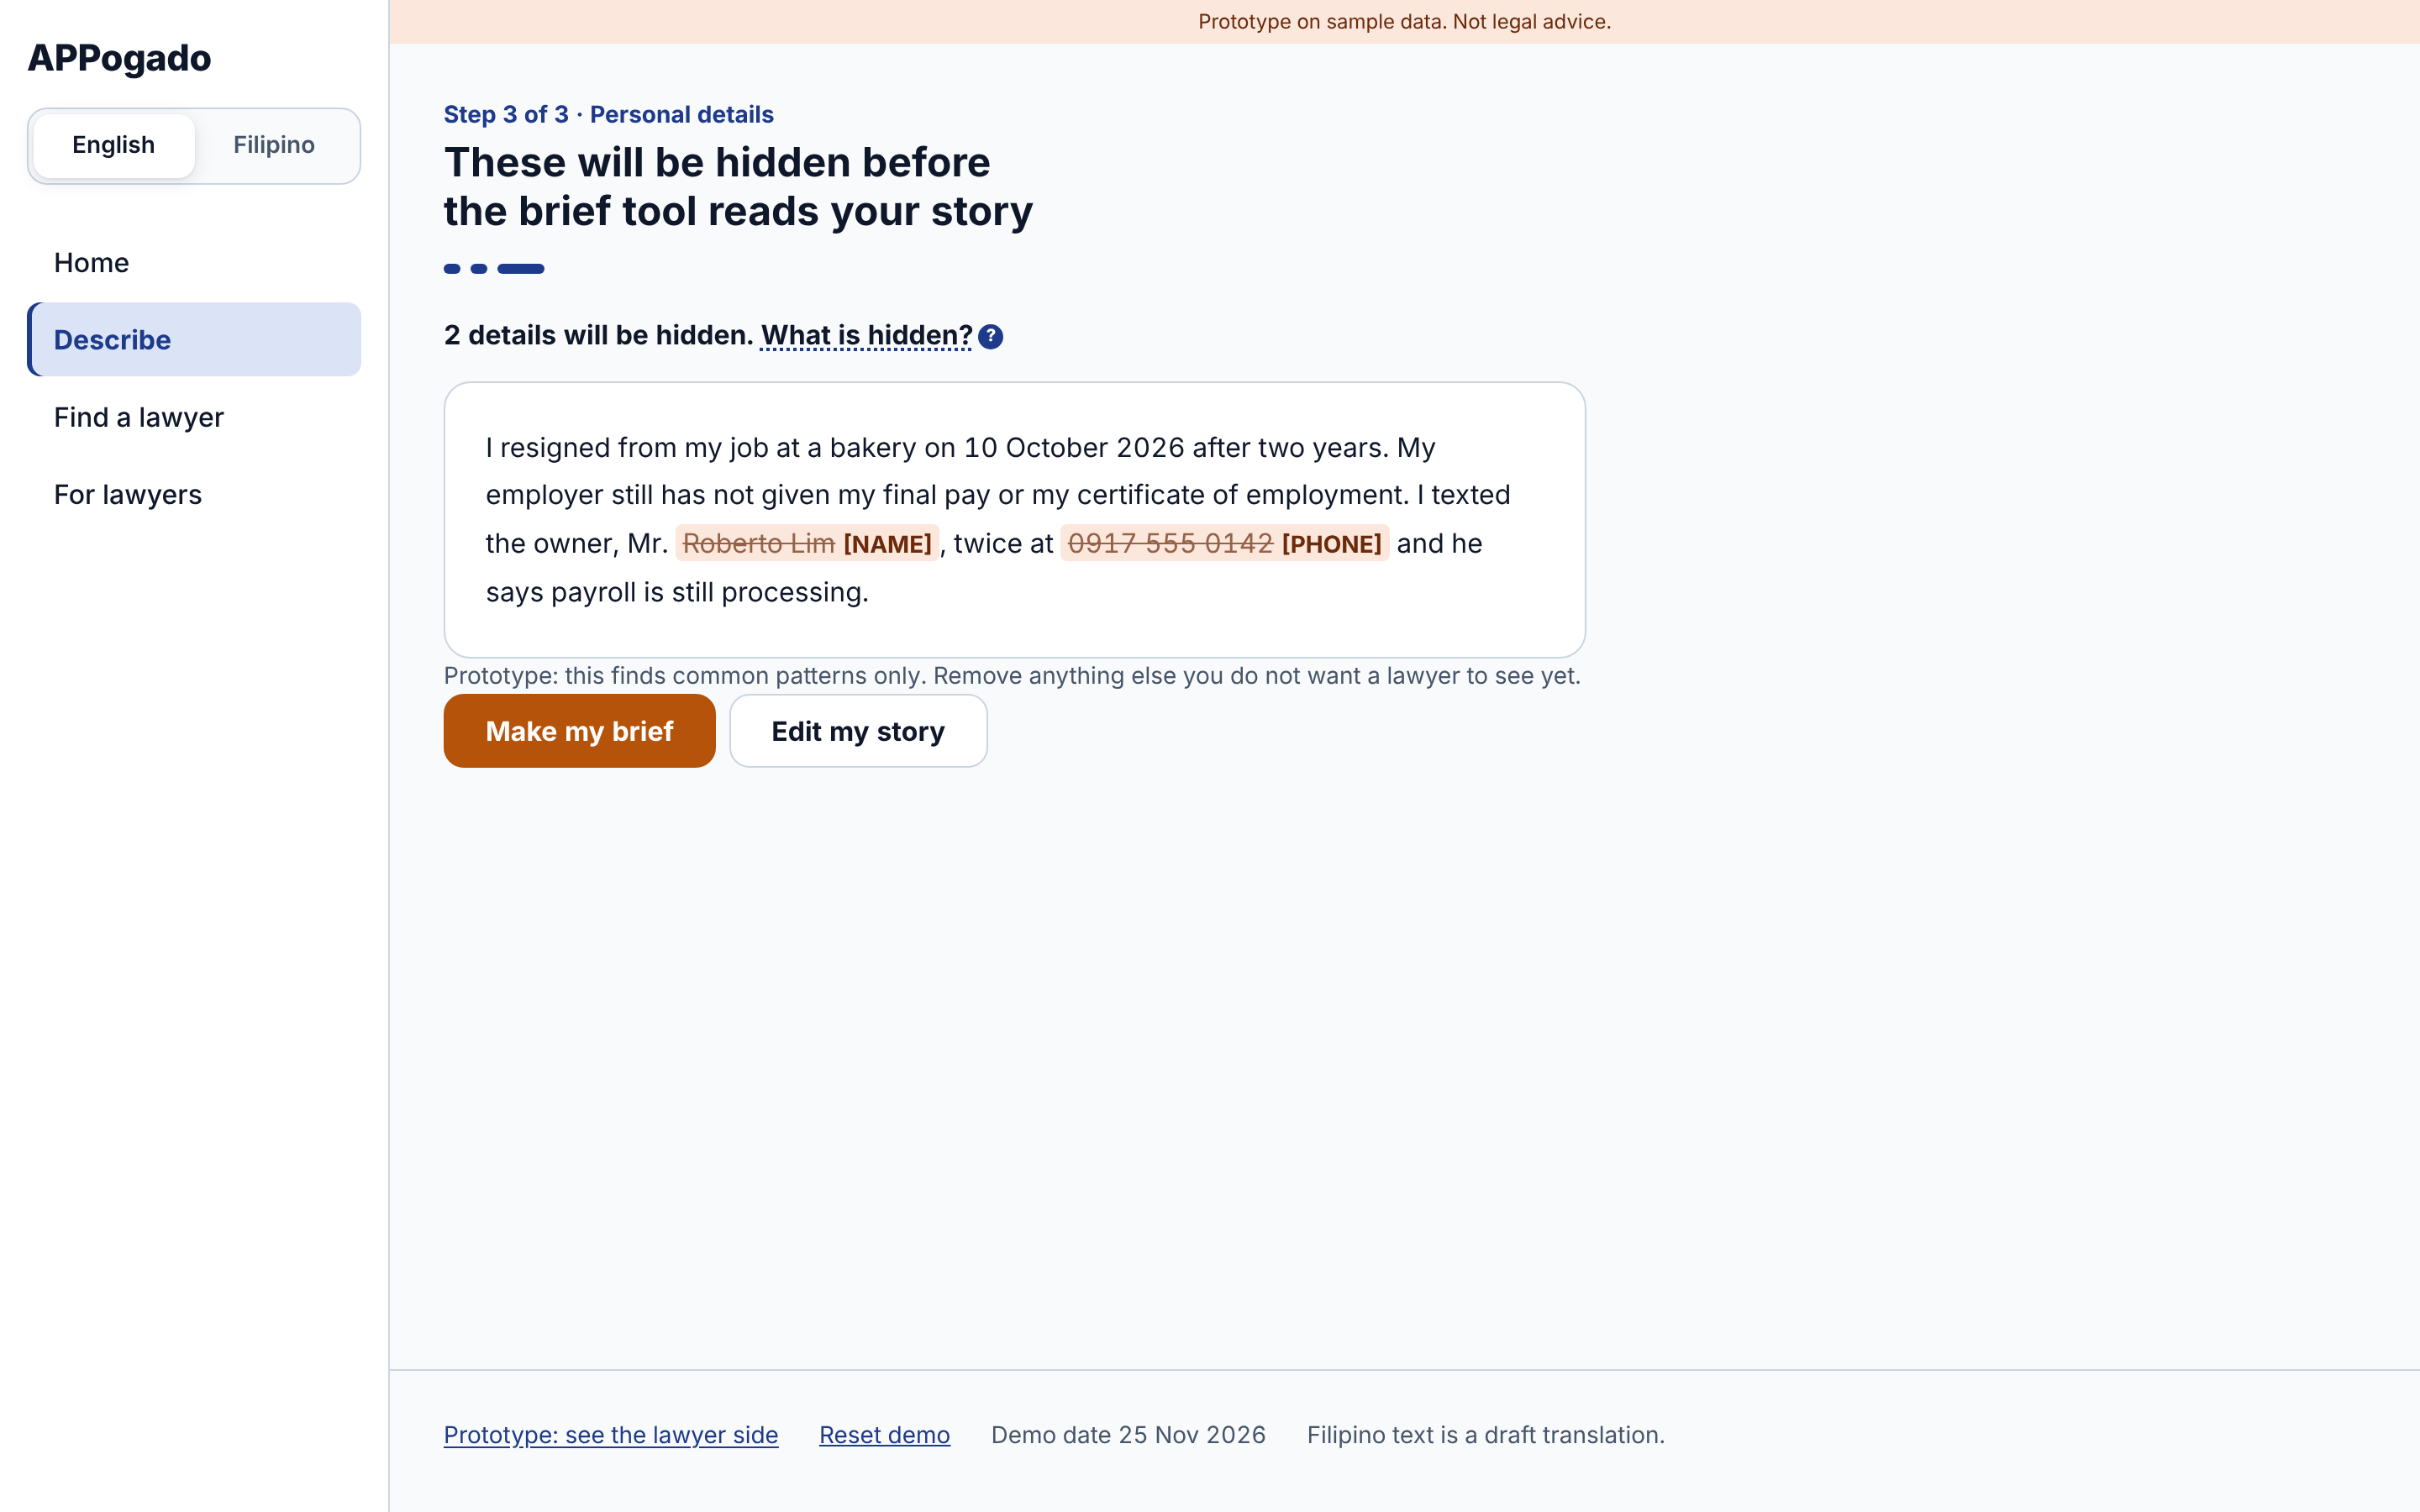 APPogado
English
Filipino
Home
Describe
Find a lawyer
For lawyers
Prototype on sample data. Not legal advice.
Step 3 of 3 · Personal details
These will be hidden before
the brief tool reads your story
2 details will be hidden. What is hidden? ?
I resigned from my job at a bakery on 10 October 2026 after two years. My
employer still has not given my final pay or my certificate of employment. I texted
the owner, Mr. Roberto Lim [NAME], twice at 0917 555 0142 [PHONE] and he
says payroll is still processing.
Prototype: this finds common patterns only. Remove anything else you do not want a lawyer to see yet.
Make my brief
Edit my story
Prototype: see the lawyer side
Reset demo
Demo date 25 Nov 2026
Filipino text is a draft translation.